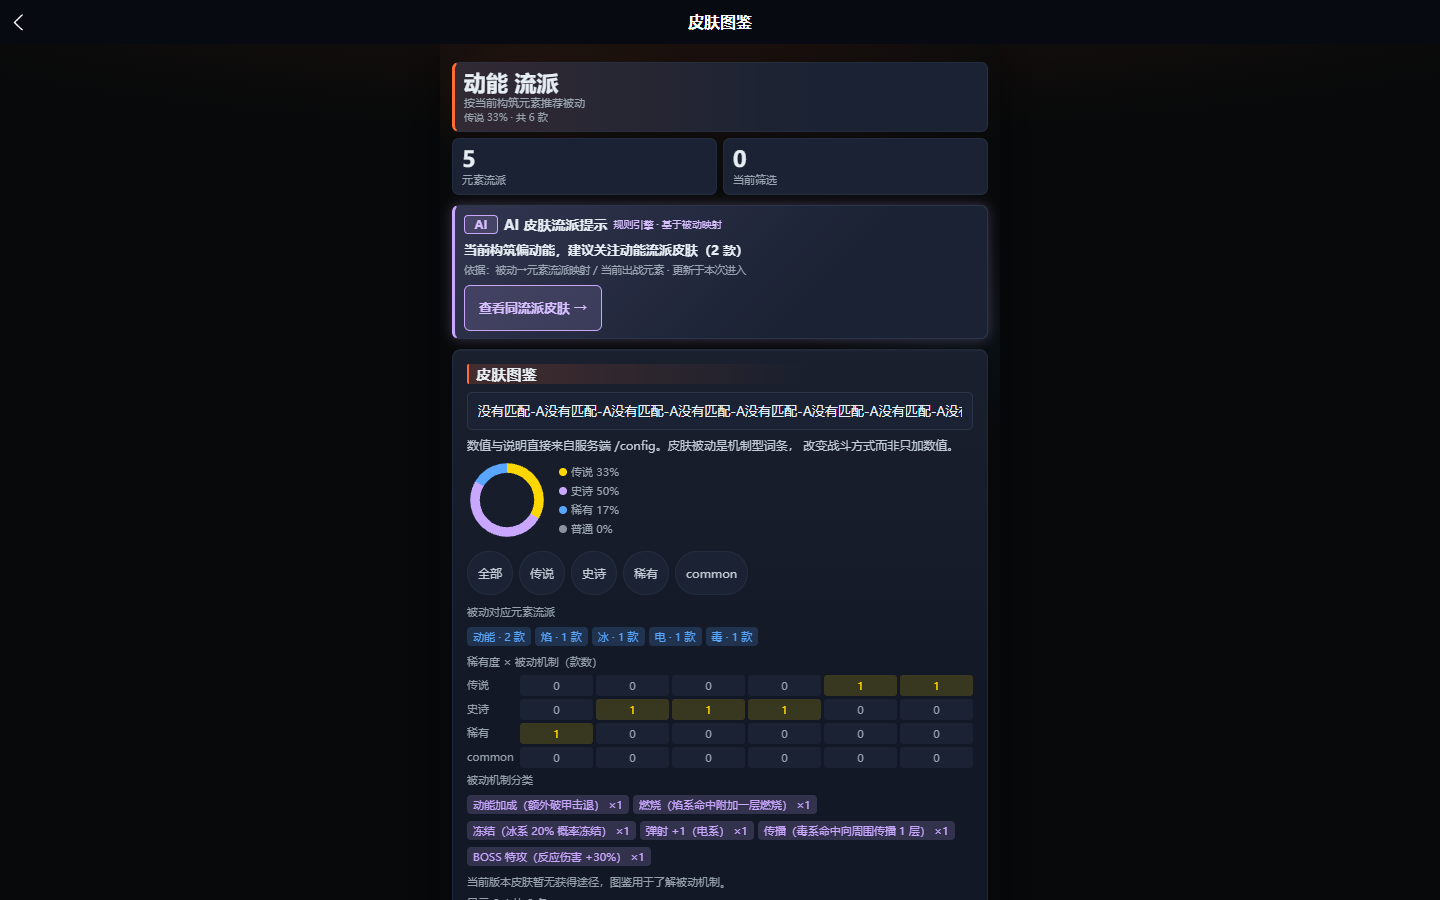 皮肤图鉴
动能 流派
按当前构筑元素推荐被动
传说 33% · 共 6 款
5
元素流派
0
当前筛选
AI AI 皮肤流派提示 规则引擎 · 基于被动映射
当前构筑偏动能，建议关注动能流派皮肤（2 款）
依据：被动→元素流派映射 / 当前出战元素 · 更新于本次进入
查看同流派皮肤 →
皮肤图鉴
没有匹配-A没有匹配-A没有匹配-A没有匹配-A没有匹配-A没有匹配-A没有匹配-A没
数值与说明直接来自服务端 /config。皮肤被动是机制型词条， 改变战斗方式而非只加数值。
传说 33%
史诗 50%
稀有 17%
普通 0%
全部 传说 史诗 稀有 common
被动对应元素流派
动能 · 2 款 焰 · 1 款 冰 · 1 款 电 · 1 款 毒 · 1 款
稀有度 × 被动机制（款数）
传说 0 0 0 0 1 1
史诗 0 1 1 1 0 0
稀有 1 0 0 0 0 0
common 0 0 0 0 0 0
被动机制分类
动能加成（额外破甲击退） ×1 燃烧（焰系命中附加一层燃烧） ×1
冻结（冰系 20% 概率冻结） ×1 弹射 +1（电系） ×1 传播（毒系命中向周围传播 1 层） ×1
BOSS 特攻（反应伤害 +30%） ×1
当前版本皮肤暂无获得途径，图鉴用于了解被动机制。